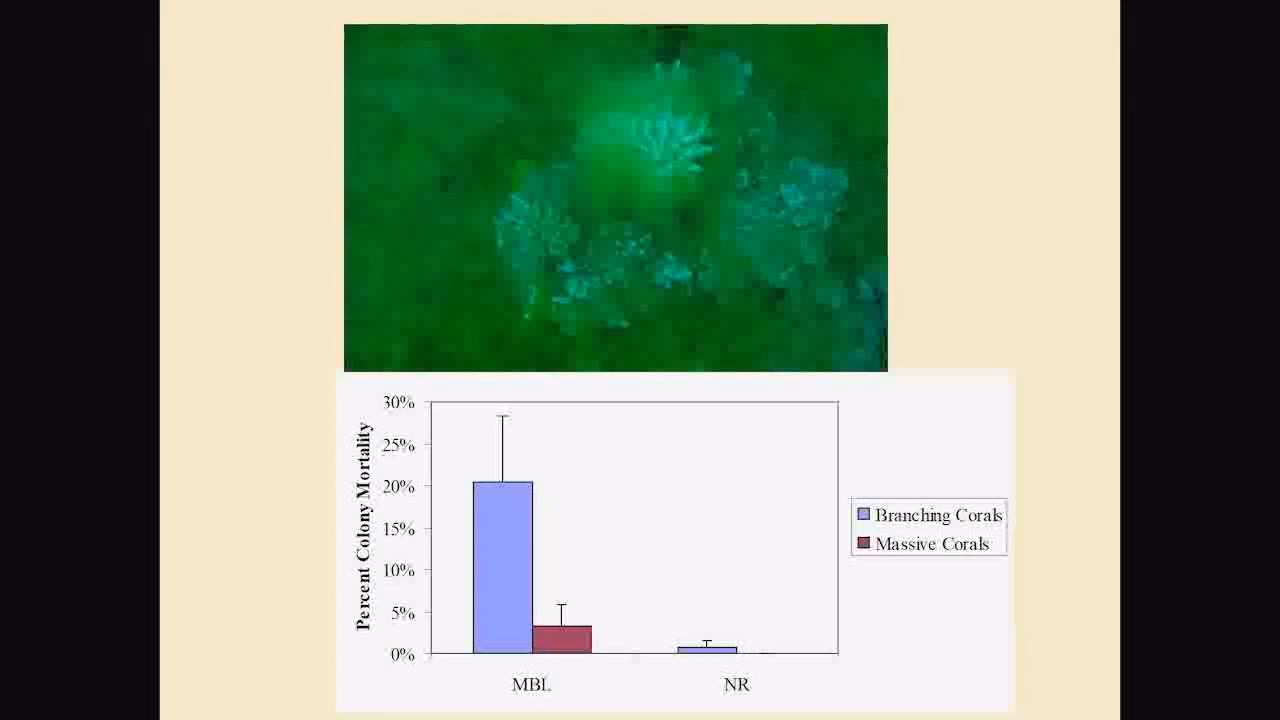 30%
25%
20%
15%
10%
5%
0%
Percent Colony Mortality
MBL
NR
Branching Corals
Massive Corals